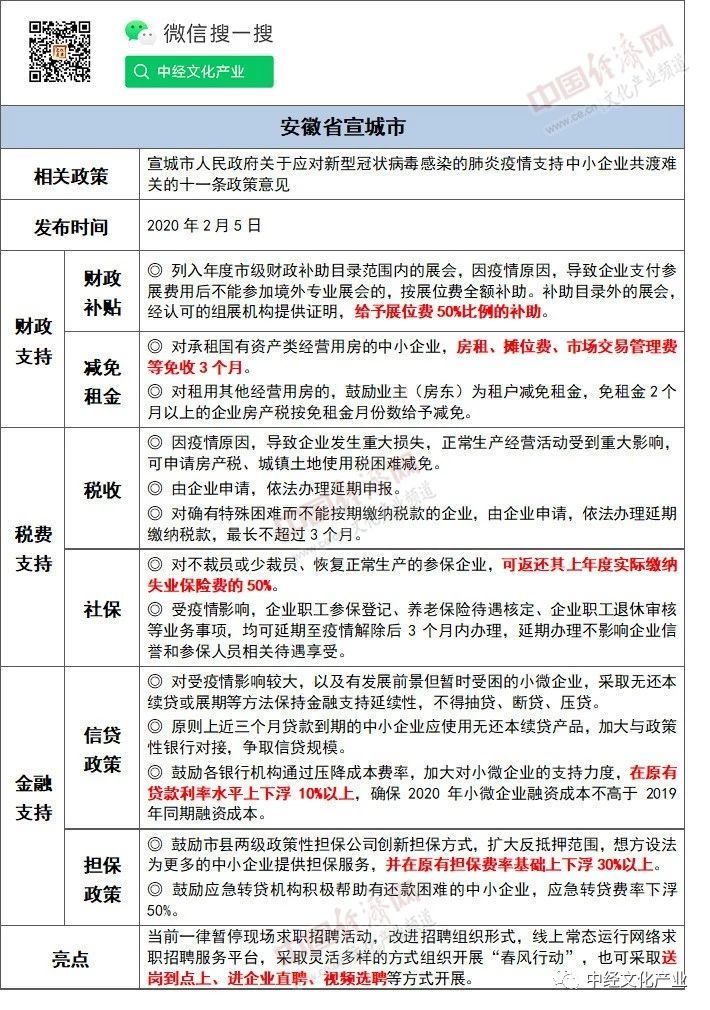 微信搜一搜
中经文化产业
中国经济网
www.ce.cn 文化产业频道
安徽省宣城市
相关政策
宣城市人民政府关于应对新型冠状病毒感染的肺炎疫情支持中小企业共渡难
关的十一条政策意见
发布时间
2020 年 2 月 5 日
财政
支持
财政
补贴
◎ 列入年度市级财政补助目录范围内的展会，因疫情原因，导致企业支付参
展费用后不能参加境外专业展会的，按展位费全额补助。补助目录外的展会，
经认可的组展机构提供证明，给予展位费 50%比例的补助。
减免
租金
◎ 对承租国有资产类经营用房的中小企业，房租、摊位费、市场交易管理费
等免收 3 个月。
◎ 对租用其他经营用房的，鼓励业主（房东）为租户减免租金，免租金 2 个
月以上的企业房产税按免租金月份数给予减免。
税费
支持
税收
◎ 因疫情原因，导致企业发生重大损失，正常生产经营活动受到重大影响，
可申请房产税、城镇土地使用税困难减免。
◎ 由企业申请，依法办理延期申报。
◎ 对确有特殊困难而不能按期缴纳税款的企业，由企业申请，依法办理延期
缴纳税款，最长不超过 3 个月。
中国经济网
www.ce.cn 文化产业频道
社保
◎ 对不裁员或少裁员、恢复正常生产的参保企业，可返还其上年度实际缴纳
失业保险费的 50%。
◎ 受疫情影响，企业职工参保登记、养老保险待遇核定、企业职工退休审核
等业务事项，均可延期至疫情解除后 3 个月内办理，延期办理不影响企业信
誉和参保人员相关待遇享受。
金融
支持
信贷
政策
◎ 对受疫情影响较大，以及有发展前景但暂时受困的小微企业，采取无还本
续贷或展期等方法保持金融支持延续性，不得抽贷、断贷、压贷。
◎ 原则上近三个月贷款到期的中小企业应使用无还本续贷产品，加大与政策
性银行对接，争取信贷规模。
◎ 鼓励各银行机构通过压降成本费率，加大对小微企业的支持力度，在原有
贷款利率水平上下浮 10%以上，确保 2020 年小微企业融资成本不高于 2019
年同期融资成本。
担保
政策
◎ 鼓励市县两级政策性担保公司创新担保方式，扩大反抵押范围，想方设法
为更多的中小企业提供担保服务，并在原有担保费率基础上下浮 30%以上。
◎ 鼓励应急转贷机构积极帮助有还款困难的中小企业，应急转贷费率下浮
50%。
亮点
当前一律暂停现场求职招聘活动，改进招聘组织形式，线上常态运行网络求
职招聘服务平台，采取灵活多样的方式组织开展“春风行动”，也可采取送
岗到点上、进企业直聘、视频选聘等方式开展。
中国经济网
www.ce.cn 文化产业频道
中经文化产业